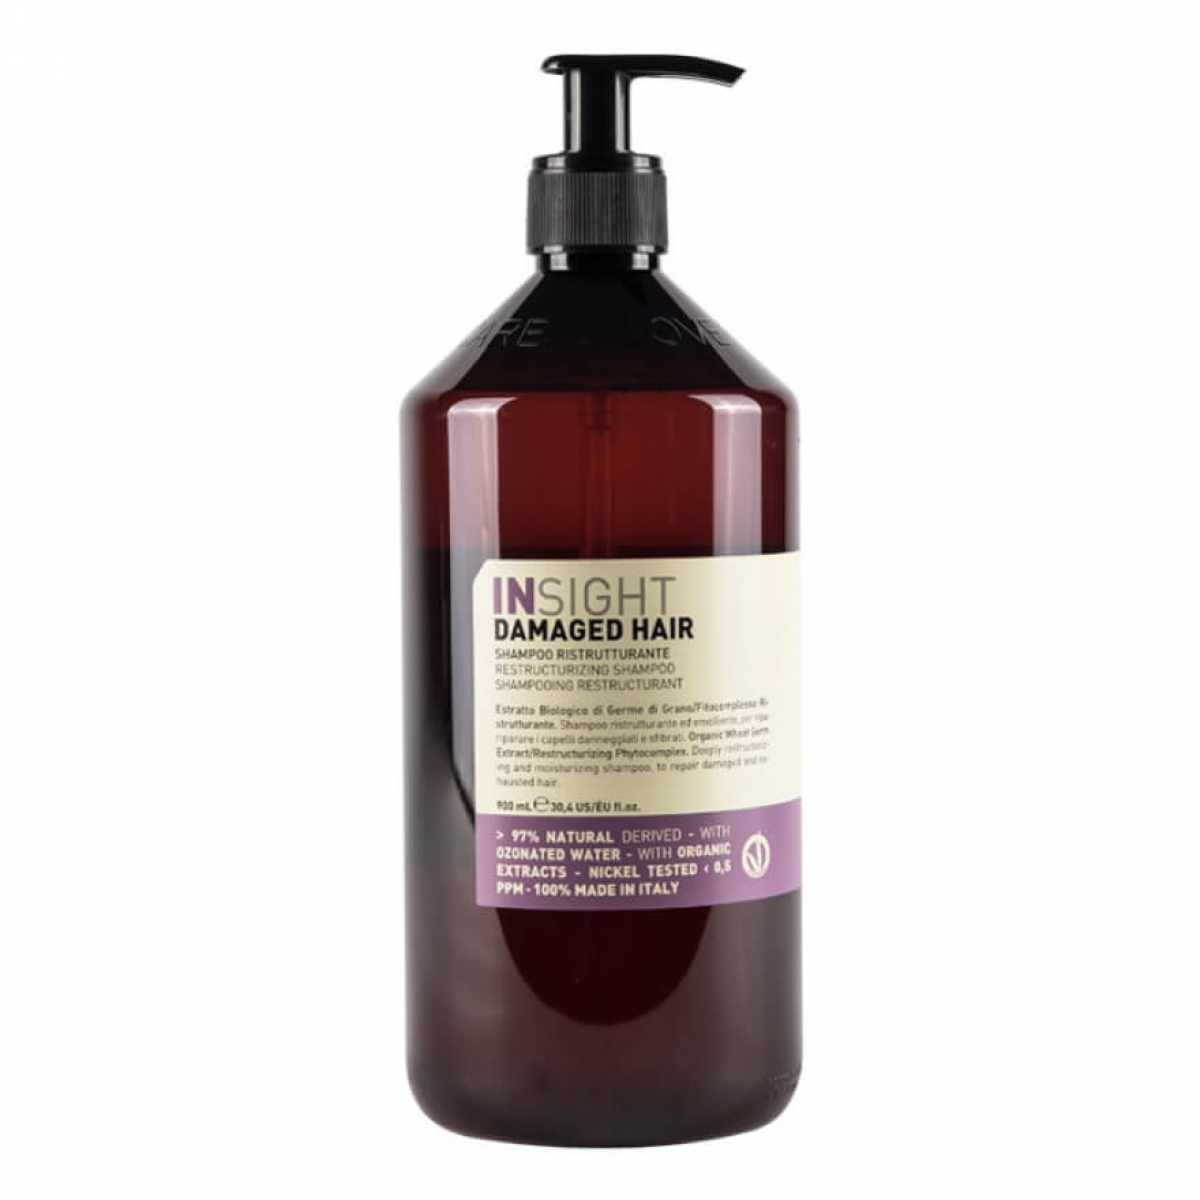 ARE OVE
INSIGHT
DAMAGED HAIR
SHAMPOO RISTRUTTURANTE
RESTRUCTURIZING SHAMPOO
SHAMPOOING RESTRUCTURANT
Estratto Biologico di Germe di Grano/Fitocomplesso Ri-
strutturante. Shampoo ristrutturante ed emolliente, per
riparare i capelli danneggiati e sfibrati. Organic Wheat Germ
Extract/Restructurizing Phytocomplex. Deeply restructuriz-
ing and moisturizing shampoo, to repair damaged and ex-
hausted hair.
900 mL ℮ 30,4 US/EU fl.oz.
> 97% NATURAL DERIVED - WITH
OZONATED WATER - WITH ORGANIC
EXTRACTS - NICKEL TESTED < 0,5
PPM - 100% MADE IN ITALY